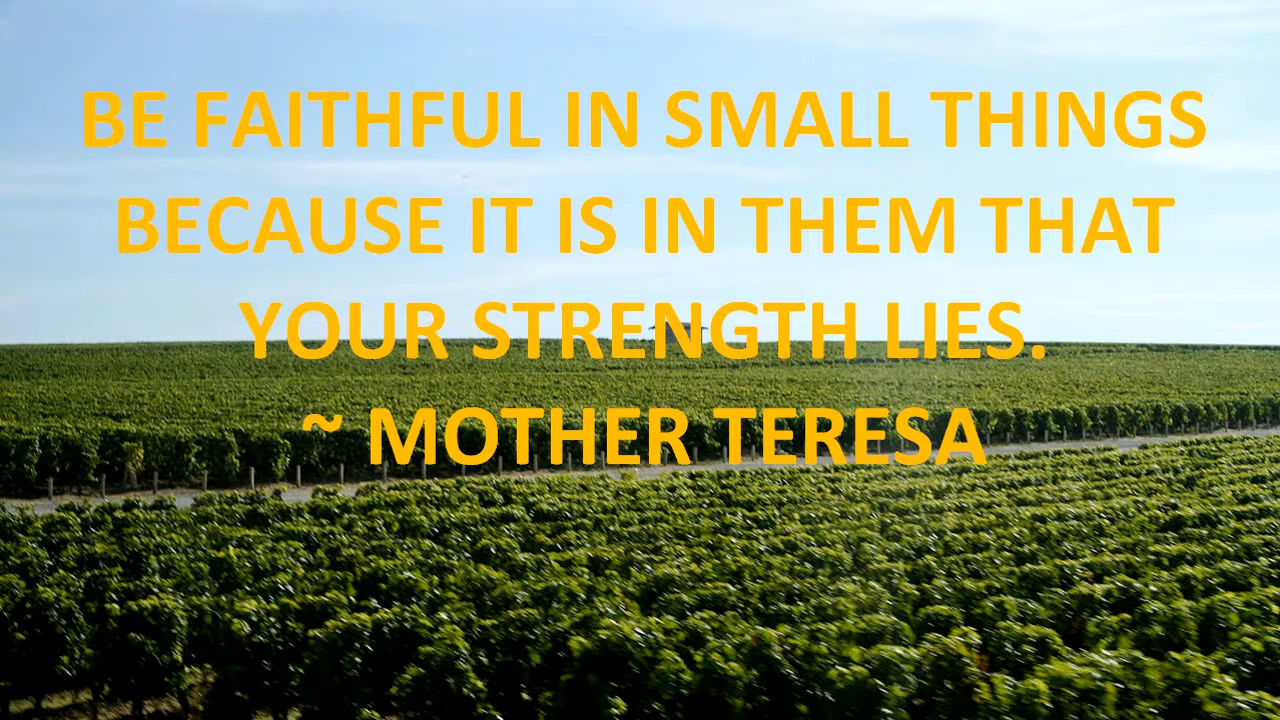 BE FAITHFUL IN SMALL THINGS
BECAUSE IT IS IN THEM THAT
YOUR STRENGTH LIES.
~ MOTHER TERESA